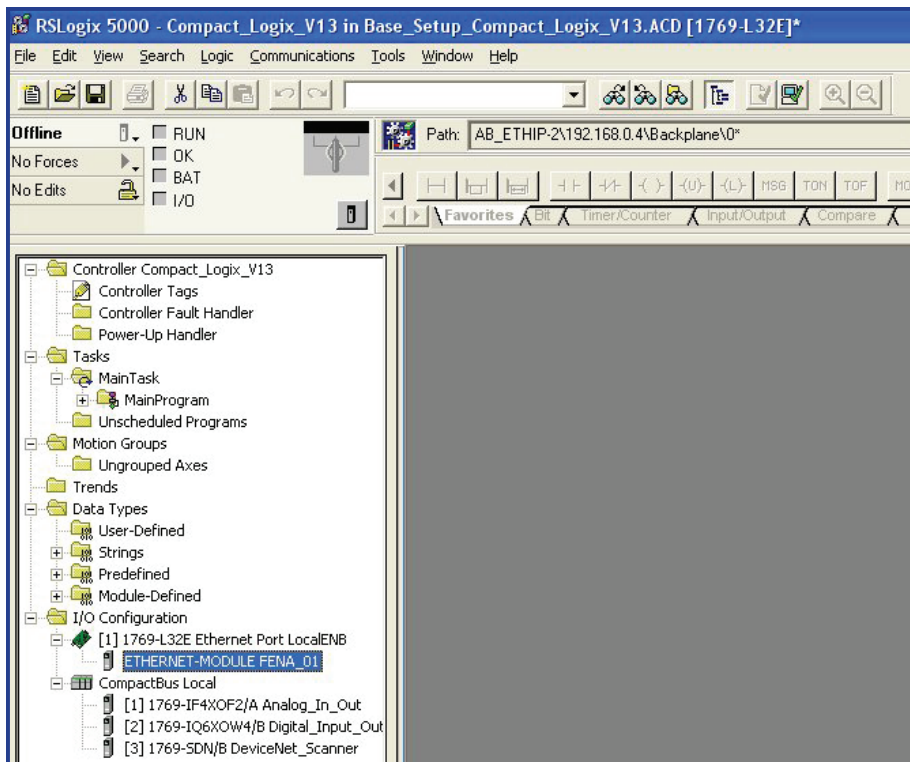 RSLogix 5000 - Compact_Logix_V13 in Base_Setup_Compact_Logix_V13.ACD [1769-L32E]*
File Edit View Search Logic Communications Tools Window Help
Offline
RUN
No Forces
OK
No Edits
BAT
I/O
Path: AB_ETHIP-2\192.168.0.4\Backplane\0*
-(U)- -(L)- MSG TON TOF
Favorites Bit Timer/Counter Input/Output Compare
Controller Compact_Logix_V13
Controller Tags
Controller Fault Handler
Power-Up Handler
Tasks
MainTask
MainProgram
Unscheduled Programs
Motion Groups
Ungrouped Axes
Trends
Data Types
User-Defined
Strings
Predefined
Module-Defined
I/O Configuration
[1] 1769-L32E Ethernet Port LocalENB
ETHERNET-MODULE FENA_01
CompactBus Local
[1] 1769-IF4XOF2/A Analog_In_Out
[2] 1769-IQ6XOW4/B Digital_Input_Out
[3] 1769-SDN/B DeviceNet_Scanner